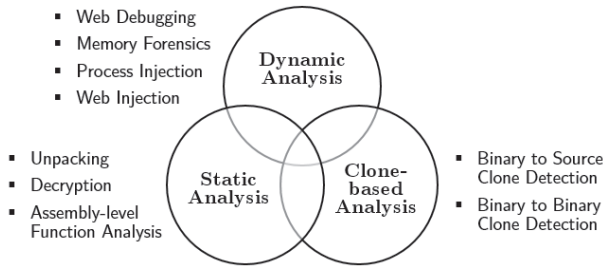 ▪ Web Debugging
▪ Memory Forensics
▪ Process Injection
▪ Web Injection
Dynamic
Analysis
▪ Unpacking
▪ Decryption
▪ Assembly-level
Function Analysis
Static
Analysis
Clone-
based
Analysis
▪ Binary to Source
Clone Detection
▪ Binary to Binary
Clone Detection